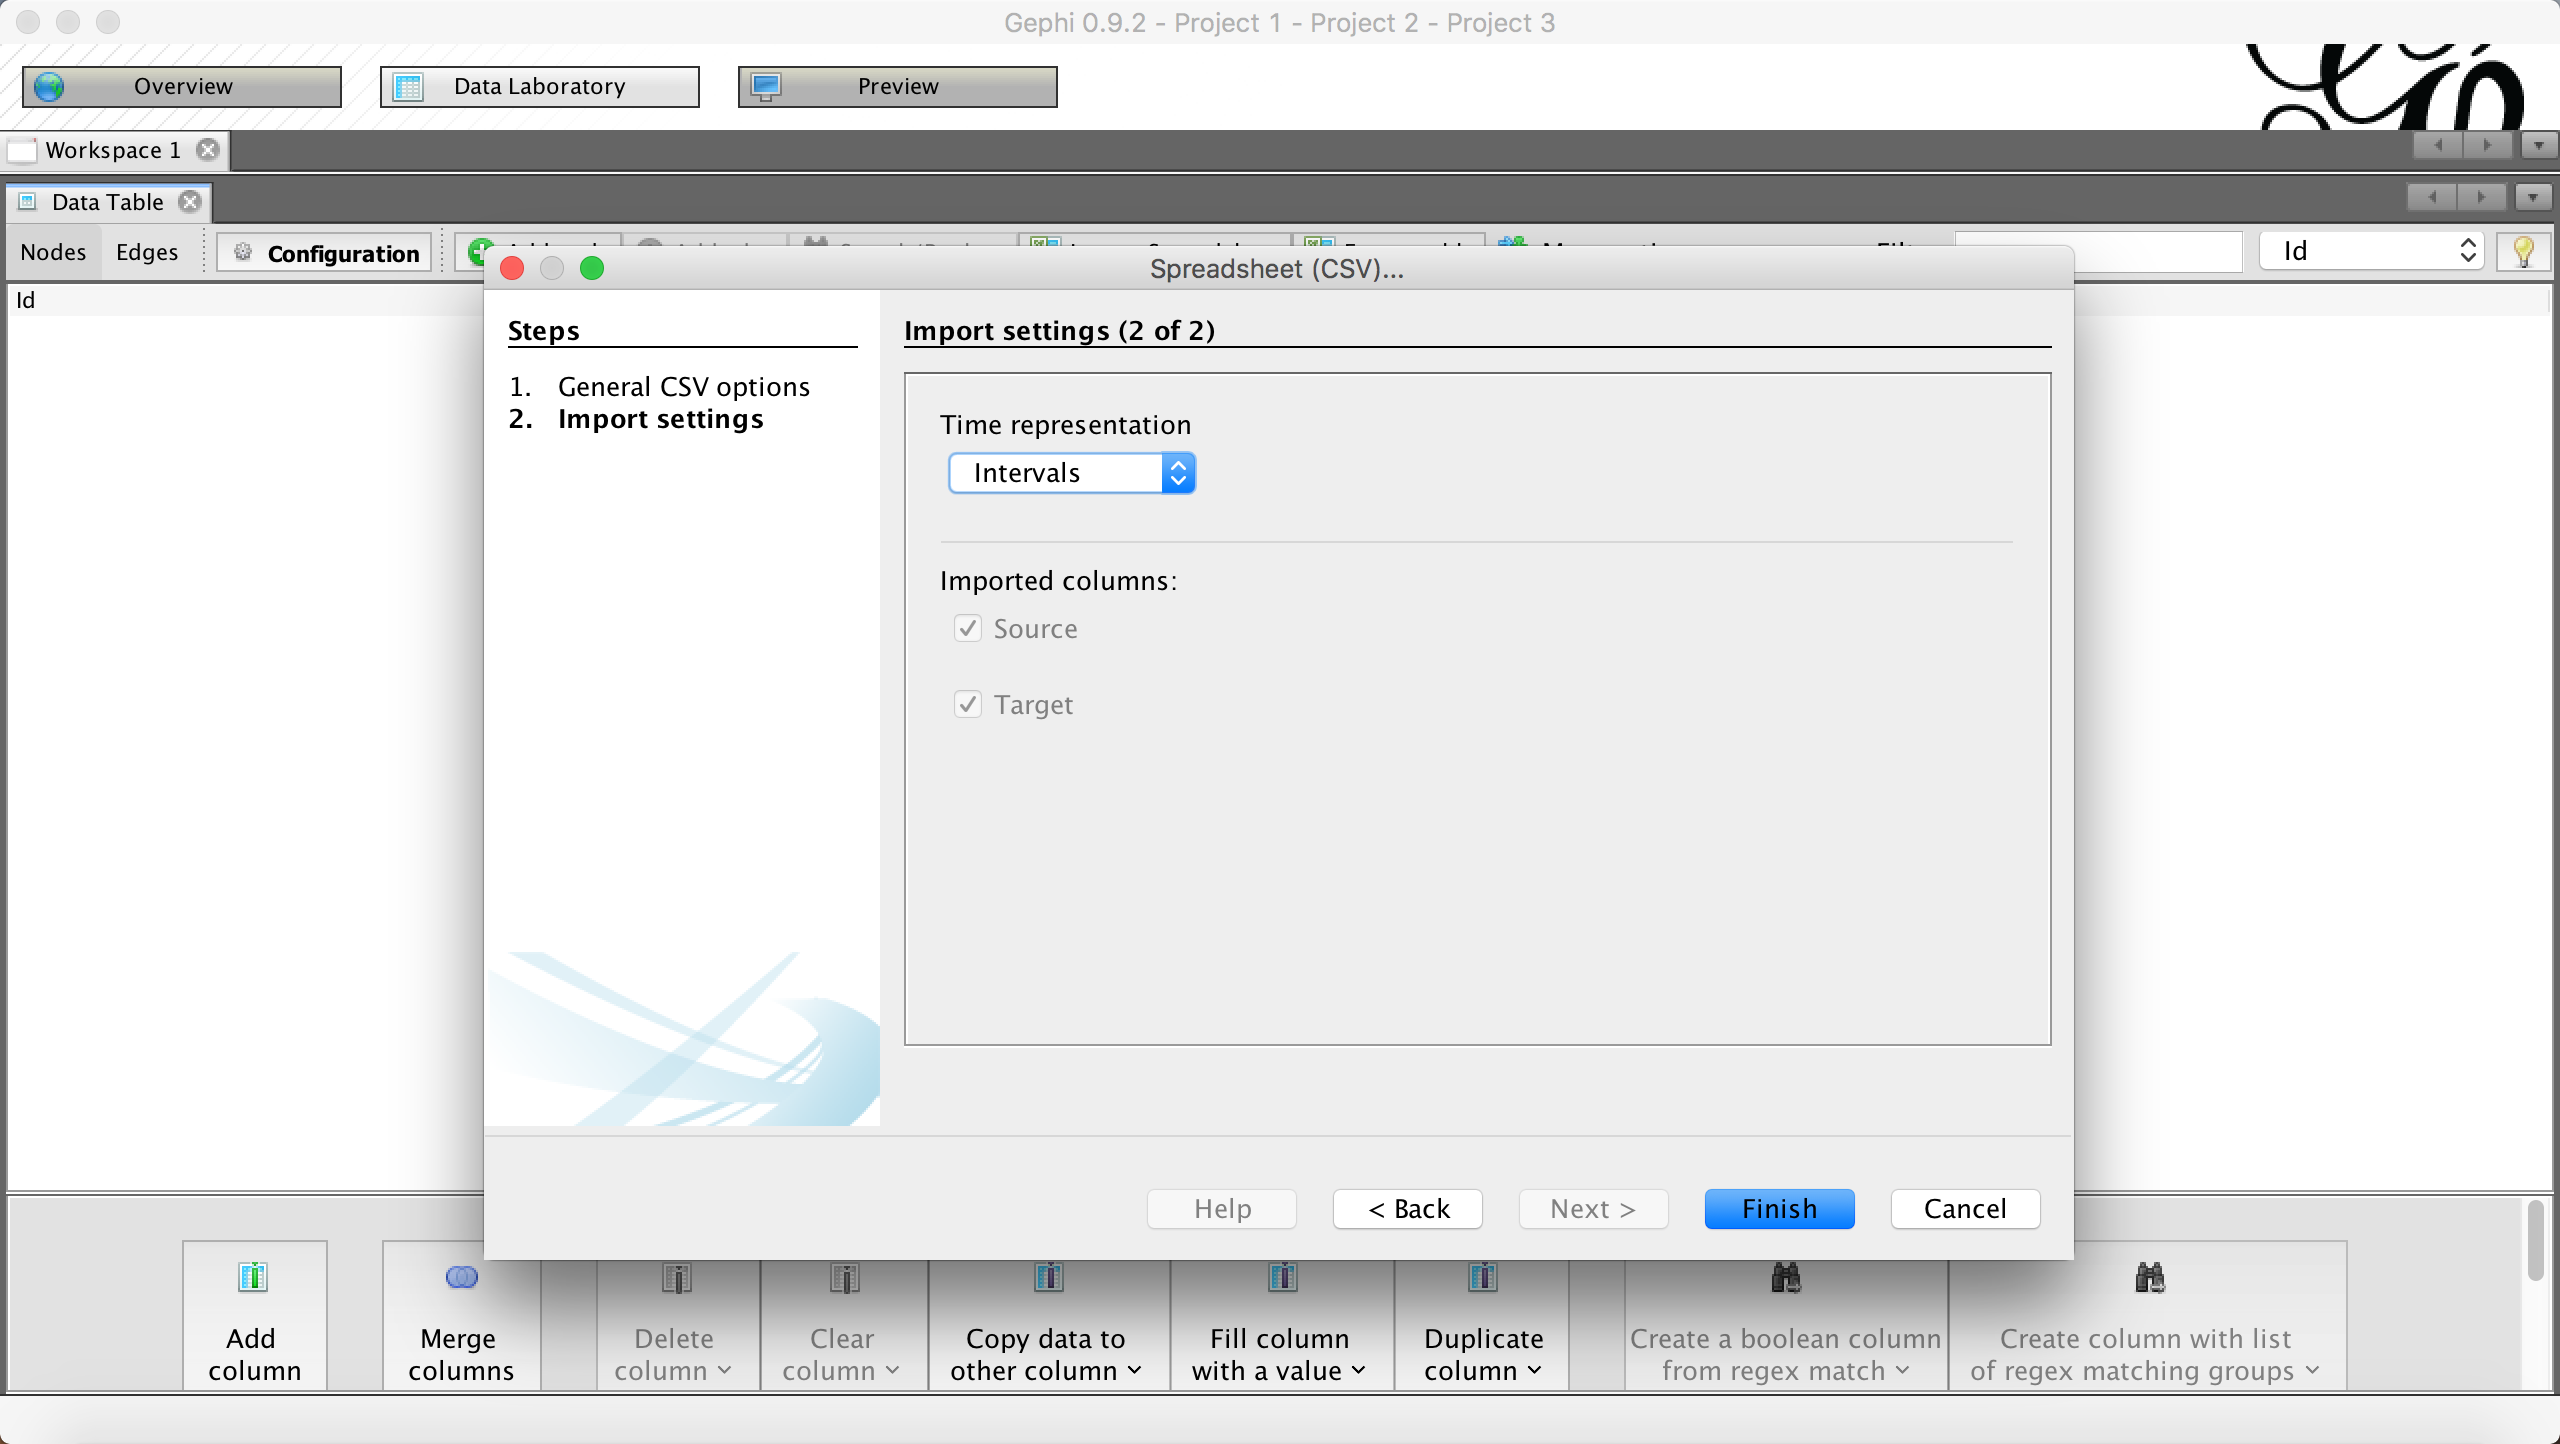 Gephi 0.9.2 - Project 1 - Project 2 - Project 3
Overview
Data Laboratory
Preview
Workspace 1
Data Table
Nodes
Edges
Configuration
Id
Id
Spreadsheet (CSV)...
Steps
1. General CSV options
2. Import settings
Import settings (2 of 2)
Time representation
Intervals
Imported columns:
Source
Target
Help
< Back
Next >
Finish
Cancel
Add
column
Merge
columns
Delete
column
Clear
column
Copy data to
other column
Fill column
with a value
Duplicate
column
Create a boolean column
from regex match
Create column with list
of regex matching groups